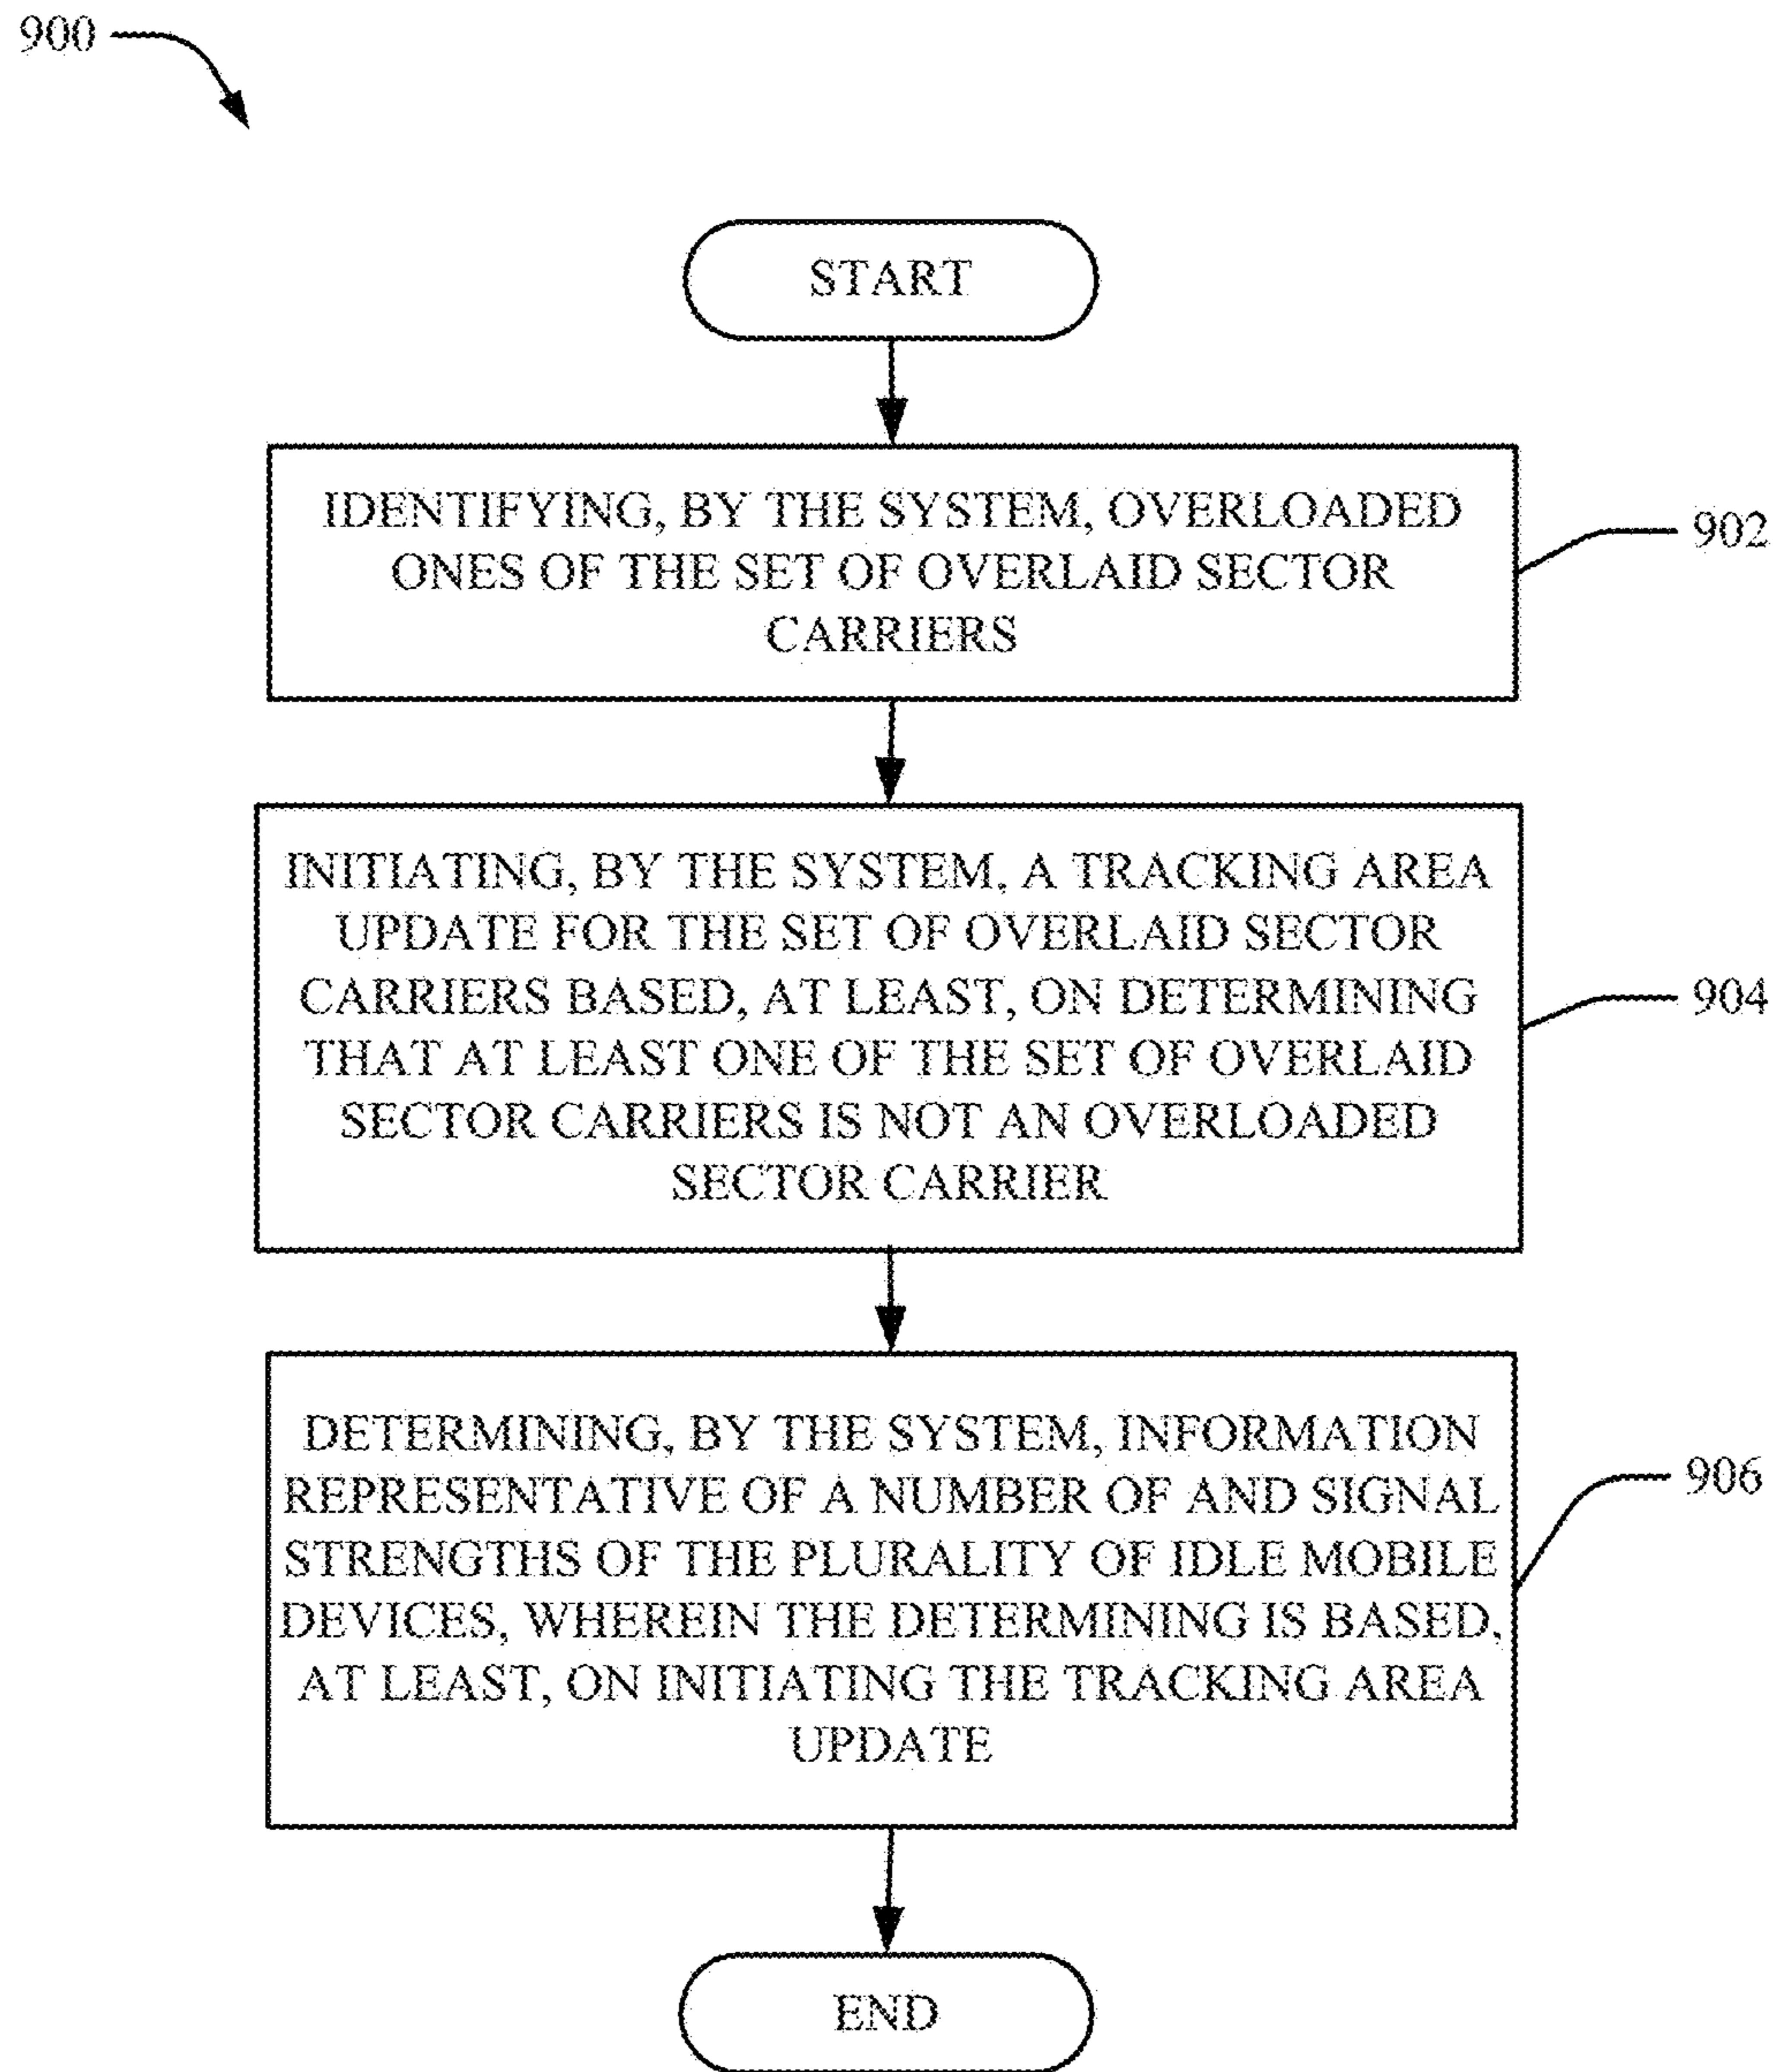 900
START
IDENTIFYING, BY THE SYSTEM, OVERLOADED
ONES OF THE SET OF OVERLAID SECTOR
CARRIERS
902
INITIATING, BY THE SYSTEM, A TRACKING AREA
UPDATE FOR THE SET OF OVERLAID SECTOR
CARRIERS BASED, AT LEAST, ON DETERMINING
THAT AT LEAST ONE OF THE SET OF OVERLAID
SECTOR CARRIERS IS NOT AN OVERLOADED
SECTOR CARRIER
904
DETERMINING, BY THE SYSTEM, INFORMATION
REPRESENTATIVE OF A NUMBER OF AND SIGNAL
STRENGTHS OF THE PLURALITY OF IDLE MOBILE
DEVICES, WHEREIN THE DETERMINING IS BASED,
AT LEAST, ON INITIATING THE TRACKING AREA
UPDATE
906
END